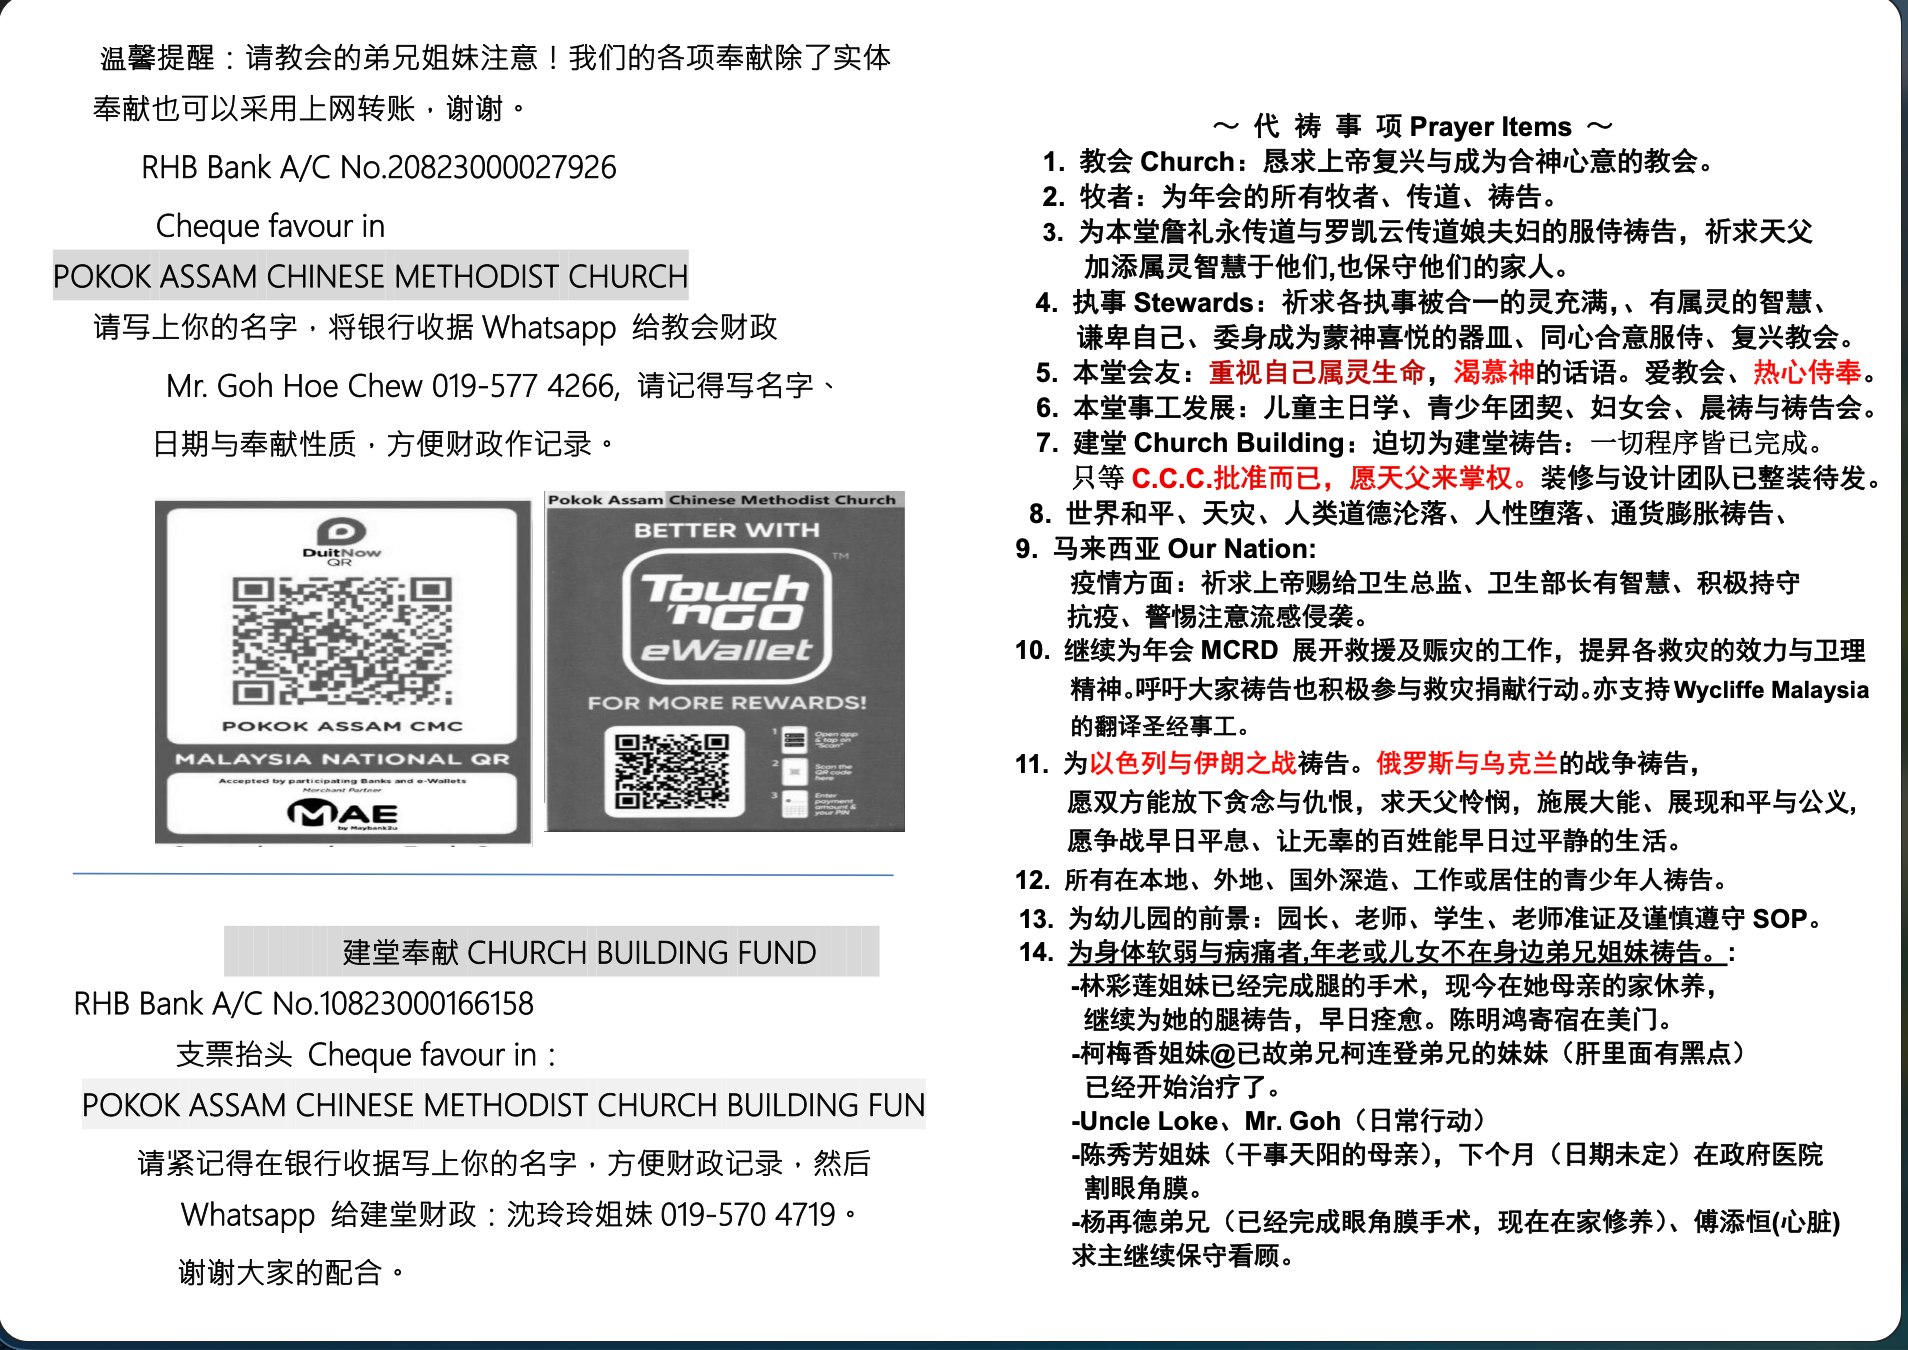 温馨提醒：请教会的弟兄姐妹注意！我们的各项奉献除了实体
奉献也可以采用上网转账，谢谢。
RHB Bank A/C No.20823000027926
Cheque favour in
POKOK ASSAM CHINESE METHODIST CHURCH
请写上你的名字，将银行收据 Whatsapp 给教会财政
Mr. Goh Hoe Chew 019-577 4266, 请记得写名字、
日期与奉献性质，方便财政作记录。
DuitNow
QR
POKOK ASSAM CMC
MALAYSIA NATIONAL QR
Accepted by participating Banks and e-Wallets
Merchant Partner
MAE
by Maybank2u
Pokok Assam Chinese Methodist Church
BETTER WITH
TM
Touch
'nGO
eWallet
FOR MORE REWARDS!
1 Open app
& tap on
"Scan"
2 Scan the
QR code
here
3 Enter
payment
amount &
your PIN
建堂奉献 CHURCH BUILDING FUND
RHB Bank A/C No.10823000166158
支票抬头 Cheque favour in：
POKOK ASSAM CHINESE METHODIST CHURCH BUILDING FUN
请紧记得在银行收据写上你的名字，方便财政记录，然后
Whatsapp 给建堂财政：沈玲玲姐妹 019-570 4719。
谢谢大家的配合。
～ 代 祷 事 项 Prayer Items ～
1. 教会 Church：恳求上帝复兴与成为合神心意的教会。
2. 牧者：为年会的所有牧者、传道、祷告。
3. 为本堂詹礼永传道与罗凯云传道娘夫妇的服侍祷告，祈求天父
加添属灵智慧于他们,也保守他们的家人。
4. 执事 Stewards：祈求各执事被合一的灵充满，、有属灵的智慧、
谦卑自己、委身成为蒙神喜悦的器皿、同心合意服侍、复兴教会。
5. 本堂会友：重视自己属灵生命，渴慕神的话语。爱教会、热心侍奉。
6. 本堂事工发展：儿童主日学、青少年团契、妇女会、晨祷与祷告会。
7. 建堂 Church Building：迫切为建堂祷告：一切程序皆已完成。
只等 C.C.C.批准而已，愿天父来掌权。装修与设计团队已整装待发。
8. 世界和平、天灾、人类道德沦落、人性堕落、通货膨胀祷告、
9. 马来西亚 Our Nation:
疫情方面：祈求上帝赐给卫生总监、卫生部长有智慧、积极持守
抗疫、警惕注意流感侵袭。
10. 继续为年会 MCRD 展开救援及赈灾的工作，提昇各救灾的效力与卫理
精神。呼吁大家祷告也积极参与救灾捐献行动。亦支持 Wycliffe Malaysia
的翻译圣经事工。
11. 为以色列与伊朗之战祷告。俄罗斯与乌克兰的战争祷告，
愿双方能放下贪念与仇恨，求天父怜悯，施展大能、展现和平与公义，
愿争战早日平息、让无辜的百姓能早日过平静的生活。
12. 所有在本地、外地、国外深造、工作或居住的青少年人祷告。
13. 为幼儿园的前景：园长、老师、学生、老师准证及谨慎遵守 SOP。
14. 为身体软弱与病痛者,年老或儿女不在身边弟兄姐妹祷告。:
-林彩莲姐妹已经完成腿的手术，现今在她母亲的家休养，
继续为她的腿祷告，早日痊愈。陈明鸿寄宿在美门。
-柯梅香姐妹@已故弟兄柯连登弟兄的妹妹（肝里面有黑点）
已经开始治疗了。
-Uncle Loke、Mr. Goh（日常行动）
-陈秀芳姐妹（干事天阳的母亲），下个月（日期未定）在政府医院
割眼角膜。
-杨再德弟兄（已经完成眼角膜手术，现在在家修养）、傅添恒(心脏)
求主继续保守看顾。